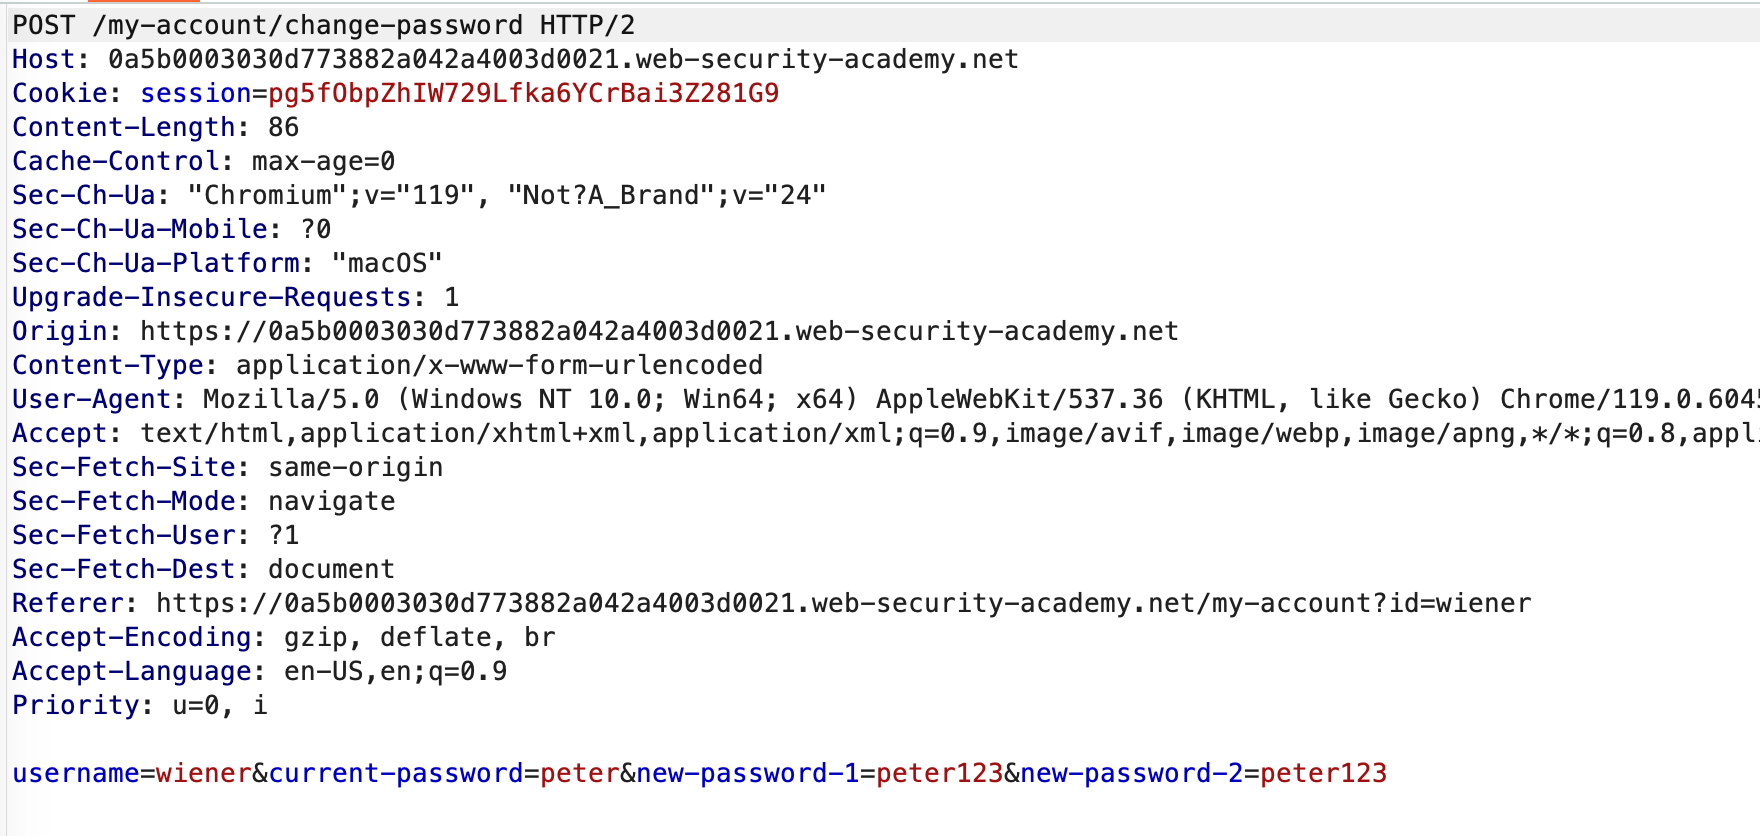 POST /my-account/change-password HTTP/2
Host: 0a5b0003030d773882a042a4003d0021.web-security-academy.net
Cookie: session=pg5fObpZhIW729Lfka6YCrBai3Z281G9
Content-Length: 86
Cache-Control: max-age=0
Sec-Ch-Ua: "Chromium";v="119", "Not?A_Brand";v="24"
Sec-Ch-Ua-Mobile: ?0
Sec-Ch-Ua-Platform: "macOS"
Upgrade-Insecure-Requests: 1
Origin: https://0a5b0003030d773882a042a4003d0021.web-security-academy.net
Content-Type: application/x-www-form-urlencoded
User-Agent: Mozilla/5.0 (Windows NT 10.0; Win64; x64) AppleWebKit/537.36 (KHTML, like Gecko) Chrome/119.0.6045
Accept: text/html,application/xhtml+xml,application/xml;q=0.9,image/avif,image/webp,image/apng,*/*;q=0.8,appli
Sec-Fetch-Site: same-origin
Sec-Fetch-Mode: navigate
Sec-Fetch-User: ?1
Sec-Fetch-Dest: document
Referer: https://0a5b0003030d773882a042a4003d0021.web-security-academy.net/my-account?id=wiener
Accept-Encoding: gzip, deflate, br
Accept-Language: en-US,en;q=0.9
Priority: u=0, i
username=wiener&current-password=peter&new-password-1=peter123&new-password-2=peter123